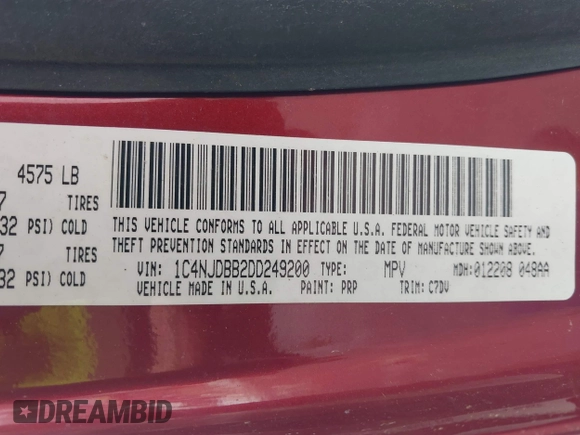 4575 LB
7 TIRES
32 PSI) COLD
7 TIRES
32 PSI) COLD
THIS VEHICLE CONFORMS TO ALL APPLICABLE U.S.A. FEDERAL MOTOR VEHICLE SAFETY AND
THEFT PREVENTION STANDARDS IN EFFECT ON THE DATE OF MANUFACTURE SHOWN ABOVE.
VIN: 1C4NJDBB2DD249200 TYPE: MPV MDH:012208 048AA
VEHICLE MADE IN U.S.A. PAINT: PRP TRIM: C7DV
DREAMBID